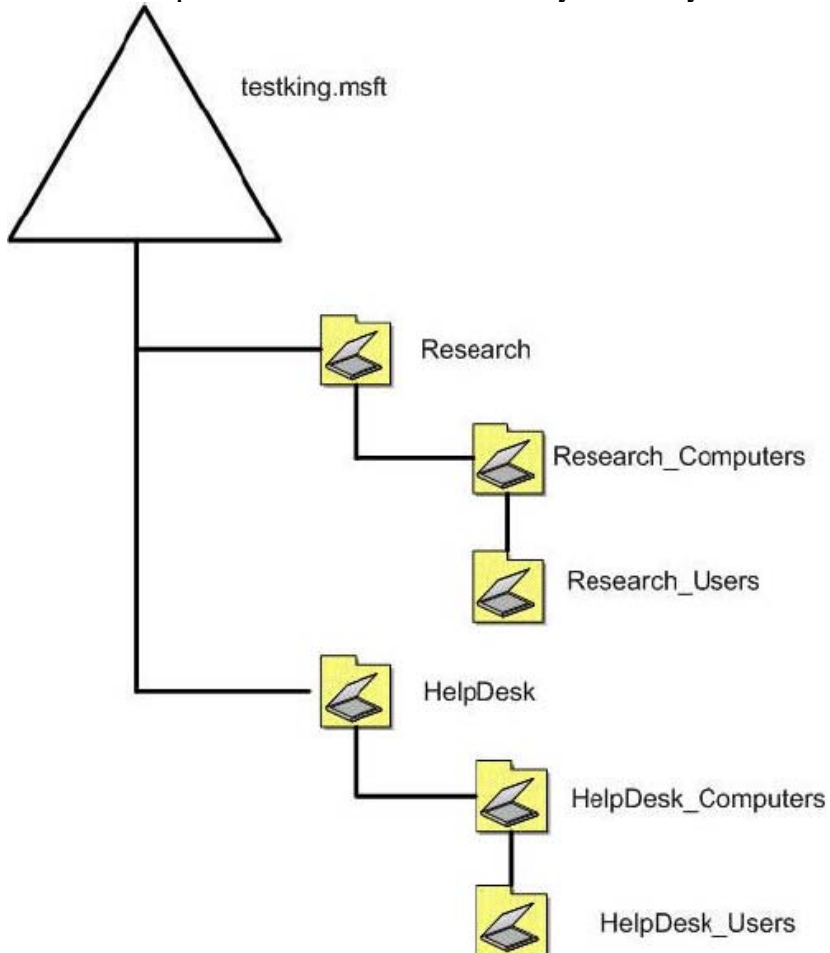 testking.msft
Research
Research_Computers
Research_Users
HelpDesk
HelpDesk_Computers
HelpDesk_Users